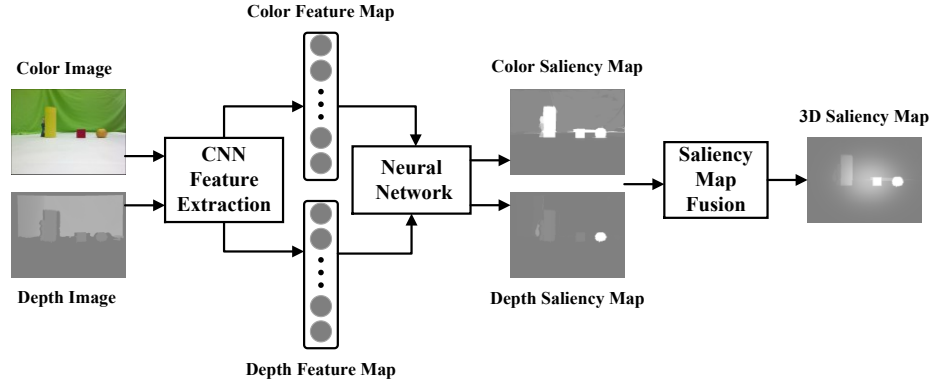 Color Feature Map
Color Image
Color Saliency Map
3D Saliency Map
CNN
Feature
Extraction
Neural
Network
Saliency
Map
Fusion
Depth Image
Depth Saliency Map
Depth Feature Map